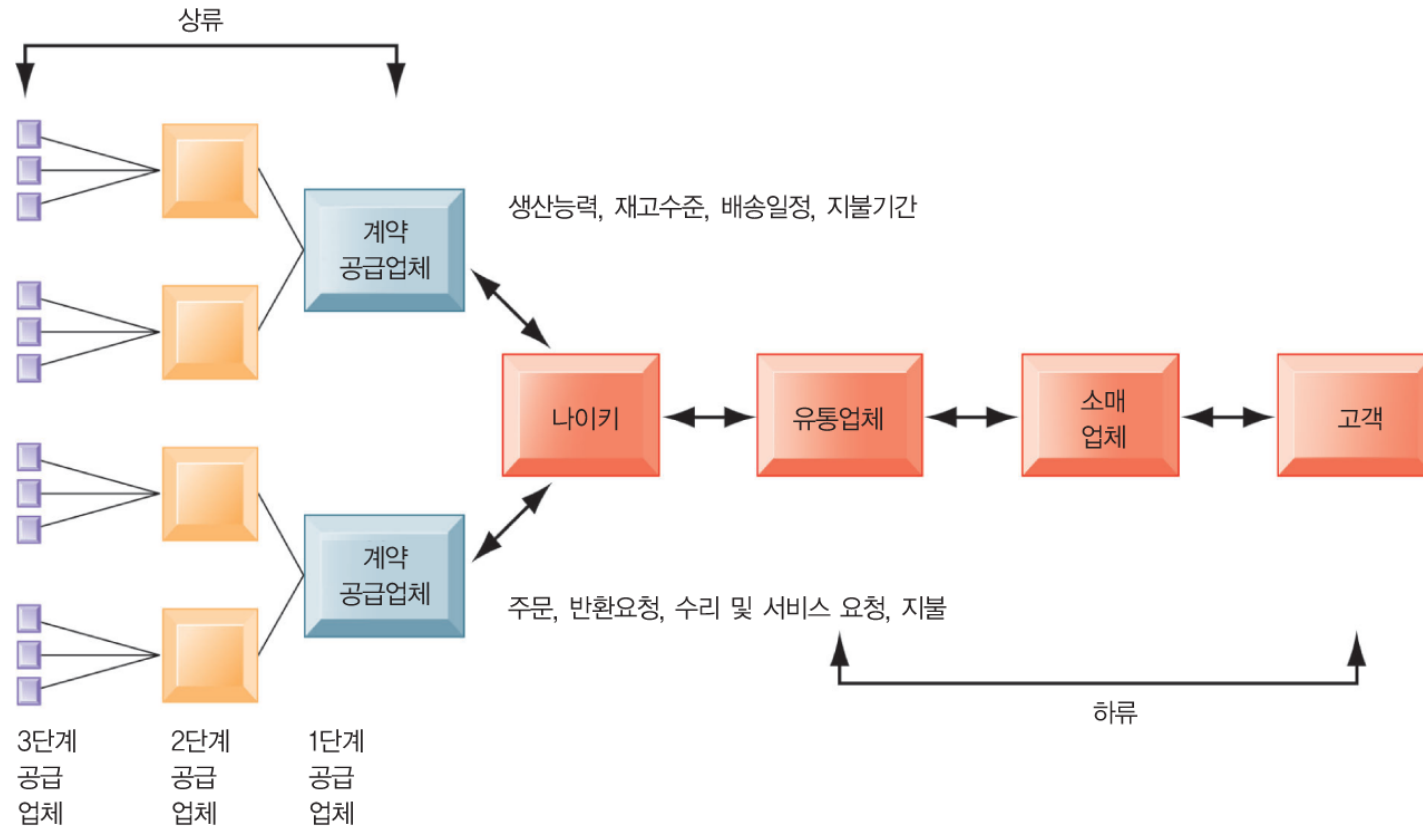 상류
계약
공급업체
생산능력, 재고수준, 배송일정, 지불기간
나이키
유통업체
소매
업체
고객
계약
공급업체
주문, 반환요청, 수리 및 서비스 요청, 지불
하류
3단계
공급
업체
2단계
공급
업체
1단계
공급
업체